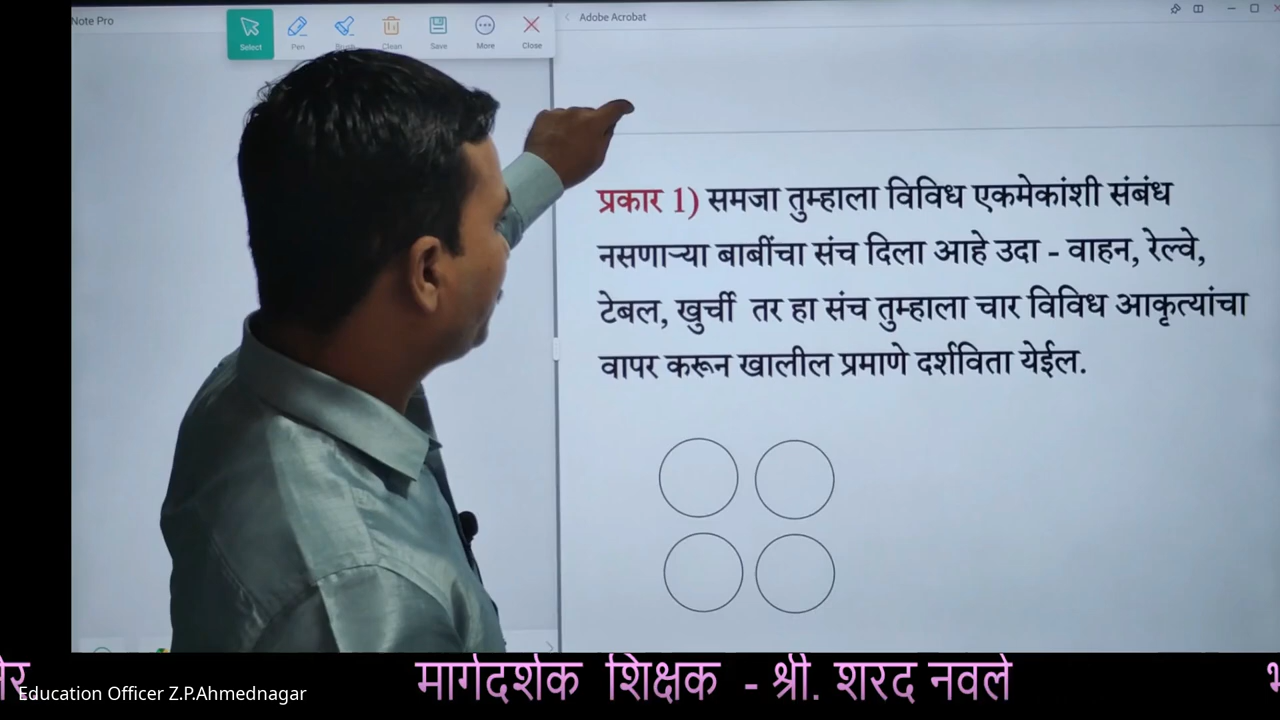 Note Pro
Select
Pen
Brush
Clean
Save
More
Close
Adobe Acrobat
प्रकार 1) समजा तुम्हाला विविध एकमेकांशी संबंध
नसणाऱ्या बाबींचा संच दिला आहे उदा - वाहन, रेल्वे,
टेबल, खुर्ची तर हा संच तुम्हाला चार विविध आकृत्यांचा
वापर करून खालील प्रमाणे दर्शविता येईल.
मार्गदर्शक शिक्षक - श्री. शरद नवले
Education Officer Z.P.Ahmednagar